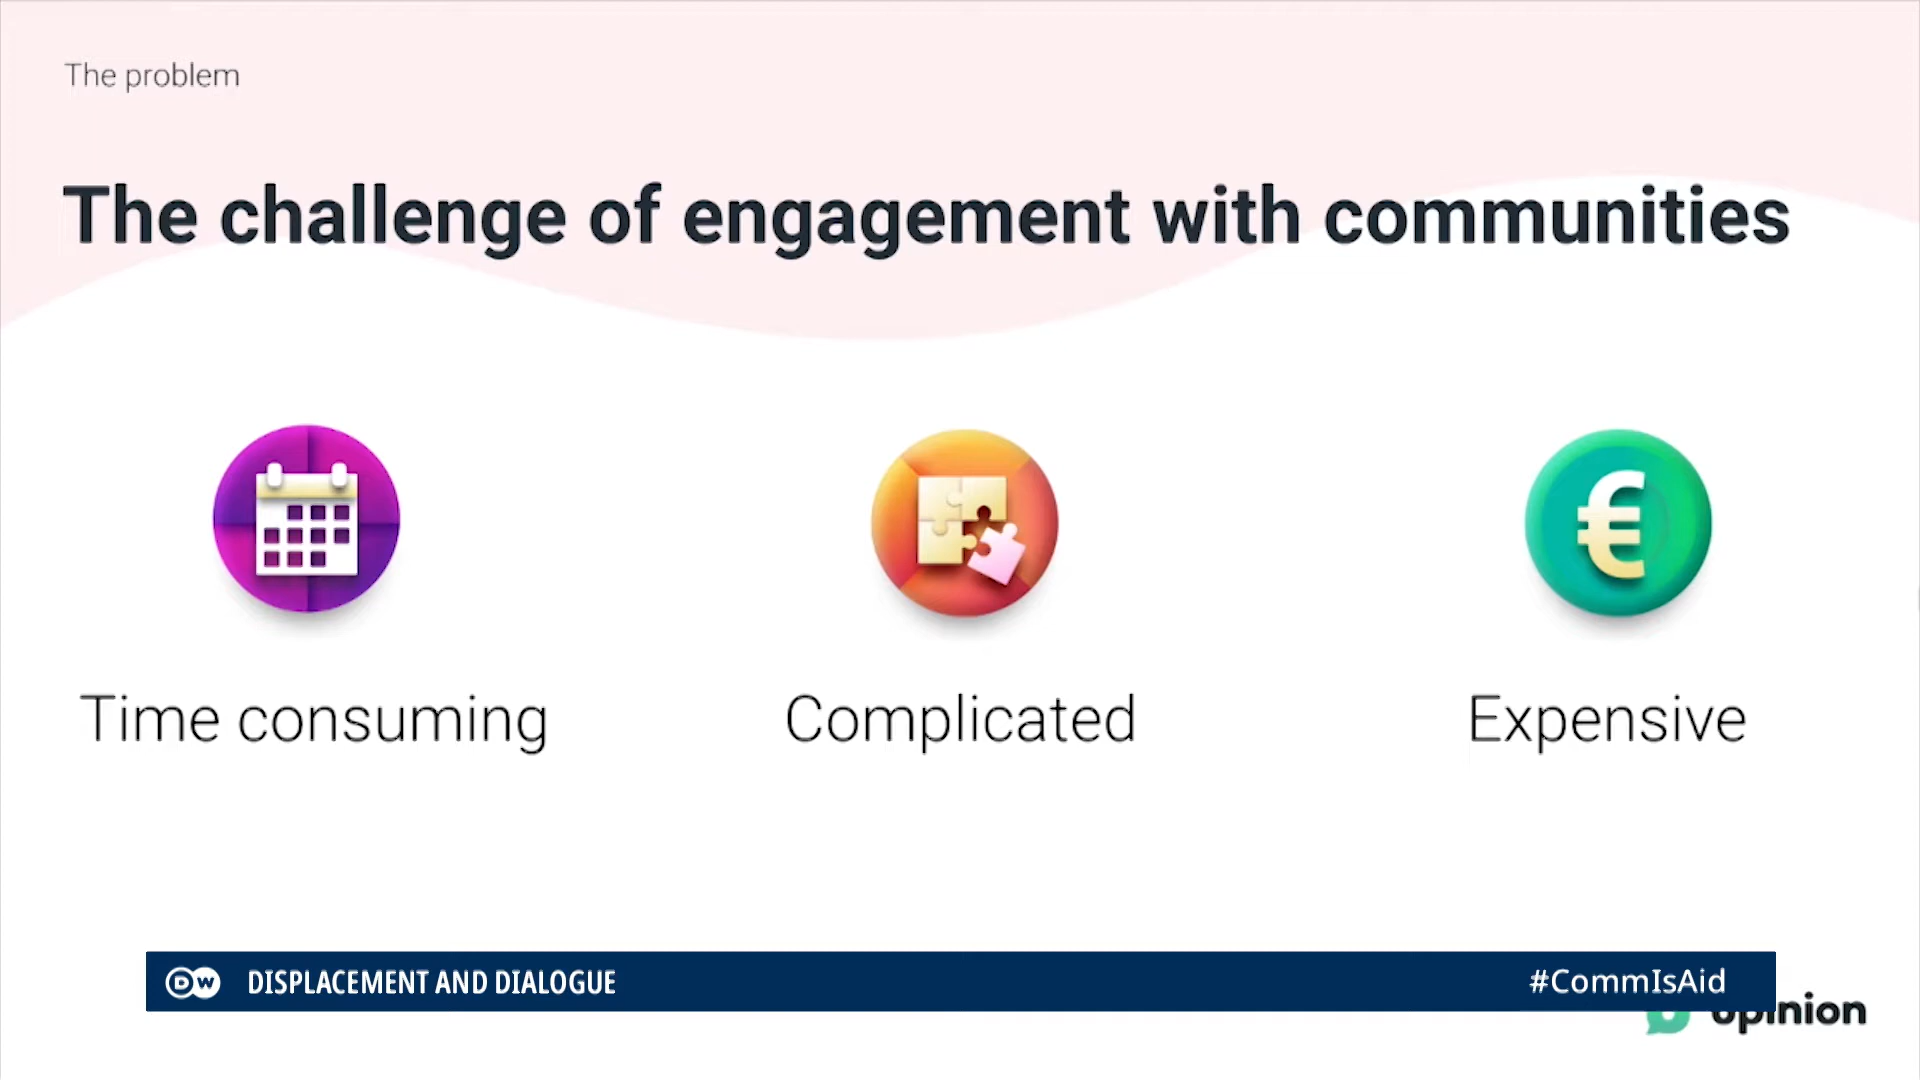 The problem
The challenge of engagement with communities
Time consuming
Complicated
Expensive
DW DISPLACEMENT AND DIALOGUE
#CommIsAid
opinion